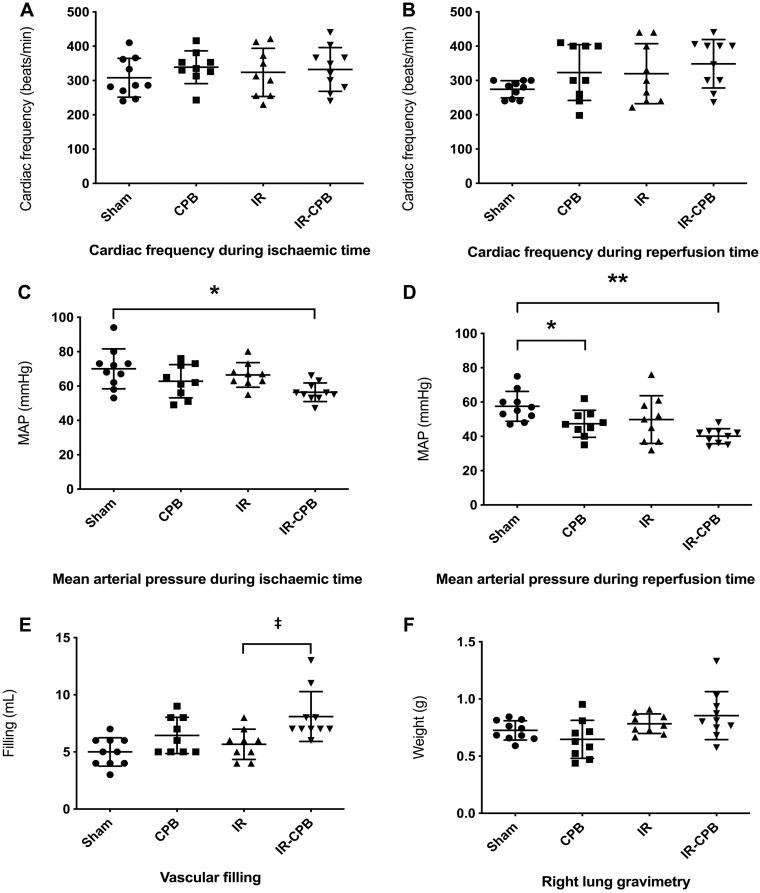 A
Cardiac frequency (beats/min)
500
400
300
200
100
0
Sham
CPB
IR
IR-CPB
Cardiac frequency during ischaemic time
B
Cardiac frequency (beats/min)
500
400
300
200
100
0
Sham
CPB
IR
IR-CPB
Cardiac frequency during reperfusion time
C
MAP (mmHg)
100
80
60
40
20
0
*
Sham
CPB
IR
IR-CPB
Mean arterial pressure during ischaemic time
D
MAP (mmHg)
100
80
60
40
20
0
**
*
Sham
CPB
IR
IR-CPB
Mean arterial pressure during reperfusion time
E
Filling (mL)
15
10
5
0
‡
Sham
CPB
IR
IR-CPB
Vascular filling
F
Weight (g)
1.5
1.0
0.5
0.0
Sham
CPB
IR
IR-CPB
Right lung gravimetry